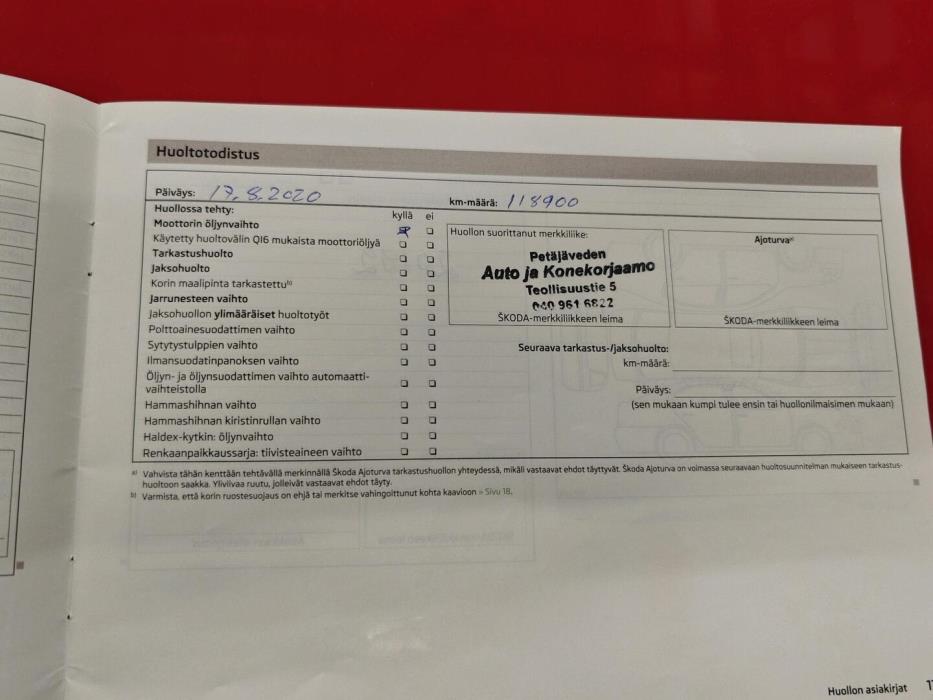 Huoltotodistus
Päiväys: 17.8.2020
km-määrä: 118900
Huollossa tehty:
kyllä ei
Moottorin öljynvaihto
Käytetty huoltovälin QI6 mukaista moottoriöljyä
Tarkastushuolto
Jaksohuolto
Korin maalipinta tarkastettu b)
Jarrunesteen vaihto
Jaksohuollon ylimääräiset huoltotyöt
Polttoainesuodattimen vaihto
Sytytystulppien vaihto
Ilmansuodatinpanoksen vaihto
Öljyn- ja öljynsuodattimen vaihto automaatti-
vaihteistolla
Hammashihnan vaihto
Hammashihnan kiristinrullan vaihto
Haldex-kytkin: öljynvaihto
Renkaanpaikkaussarja: tiivisteaineen vaihto
Huollon suorittanut merkkiliike:
Petäjäveden
Auto ja Konekorjaamo
Teollisuustie 5
040 961 6822
ŠKODA-merkkiliikkeen leima
Ajoturva a)
ŠKODA-merkkiliikkeen leima
Seuraava tarkastus-/jaksohuolto:
km-määrä:
Päiväys:
(sen mukaan kumpi tulee ensin tai huollonilmaisimen mukaan)
a) Vahvista tähän kenttään tehtävällä merkinnällä Škoda Ajoturva tarkastushuollon yhteydessä, mikäli vastaavat ehdot täyttyvät. Škoda Ajoturva on voimassa seuraavaan huoltosuunnitelman mukaiseen tarkastus-
huoltoon saakka. Yliviivaa ruutu, jolleivät vastaavat ehdot täyty.
b) Varmista, että korin ruostesuojaus on ehjä tai merkitse vahingoittunut kohta kaavioon » Sivu 18.
Huollon asiakirjat